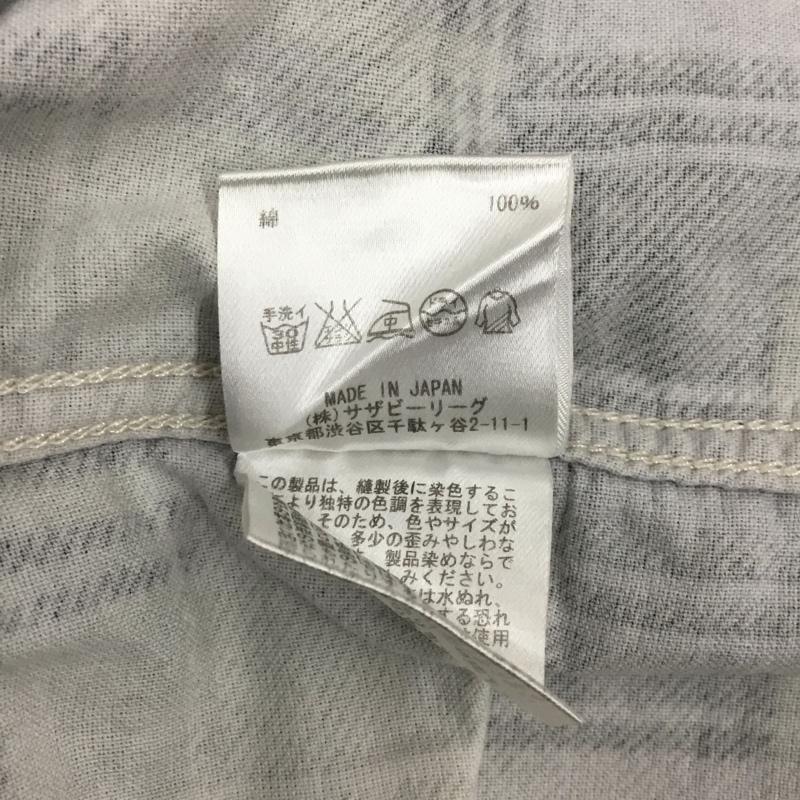 綿 100%
手洗イ
30
中性
中
MADE IN JAPAN
(株)サザビーリーグ
東京都渋谷区千駄ヶ谷2-11-1
この製品は、縫製後に染色するこ
より独特の色調を表現してお
そのため、色やサイズが
多少の歪みやしわな
製品染めならで
みください。
は水ぬれ、
する恐れ
使用